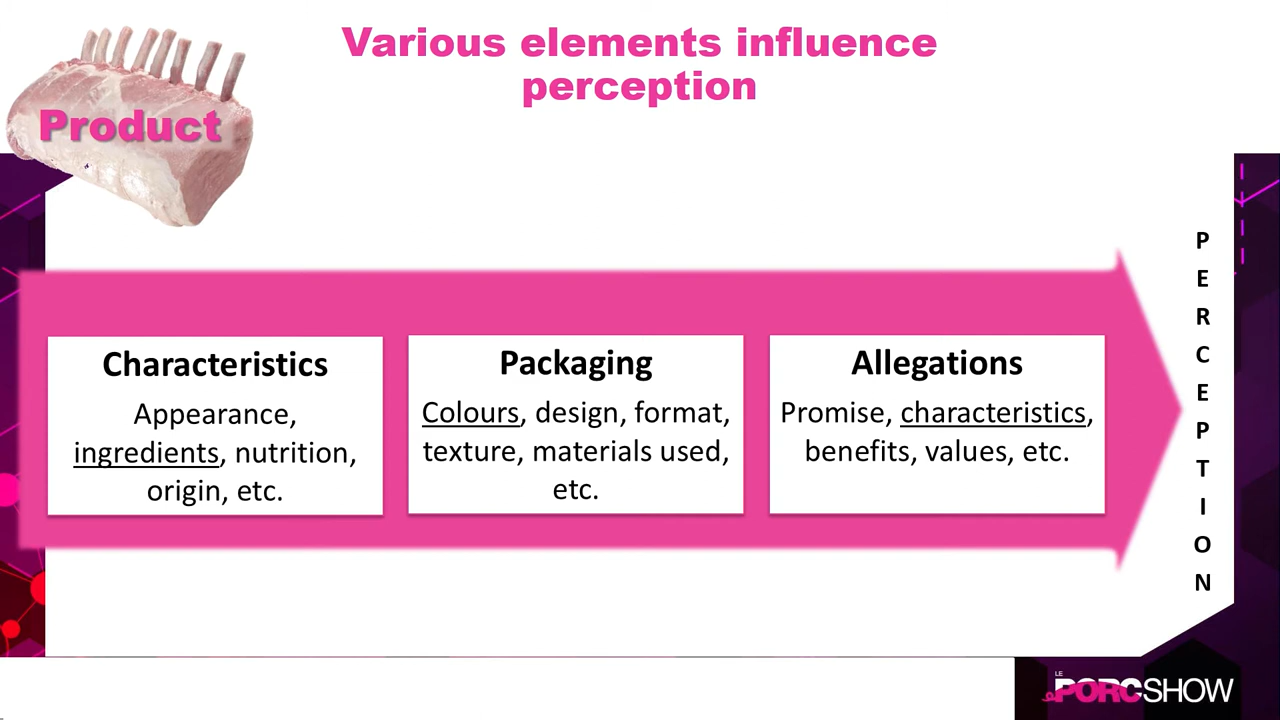 Various elements influence
perception
Product
Characteristics
Appearance,
ingredients, nutrition,
origin, etc.
Packaging
Colours, design, format,
texture, materials used,
etc.
Allegations
Promise, characteristics,
benefits, values, etc.
P
E
R
C
E
P
T
I
O
N
LE
PORCSHOW